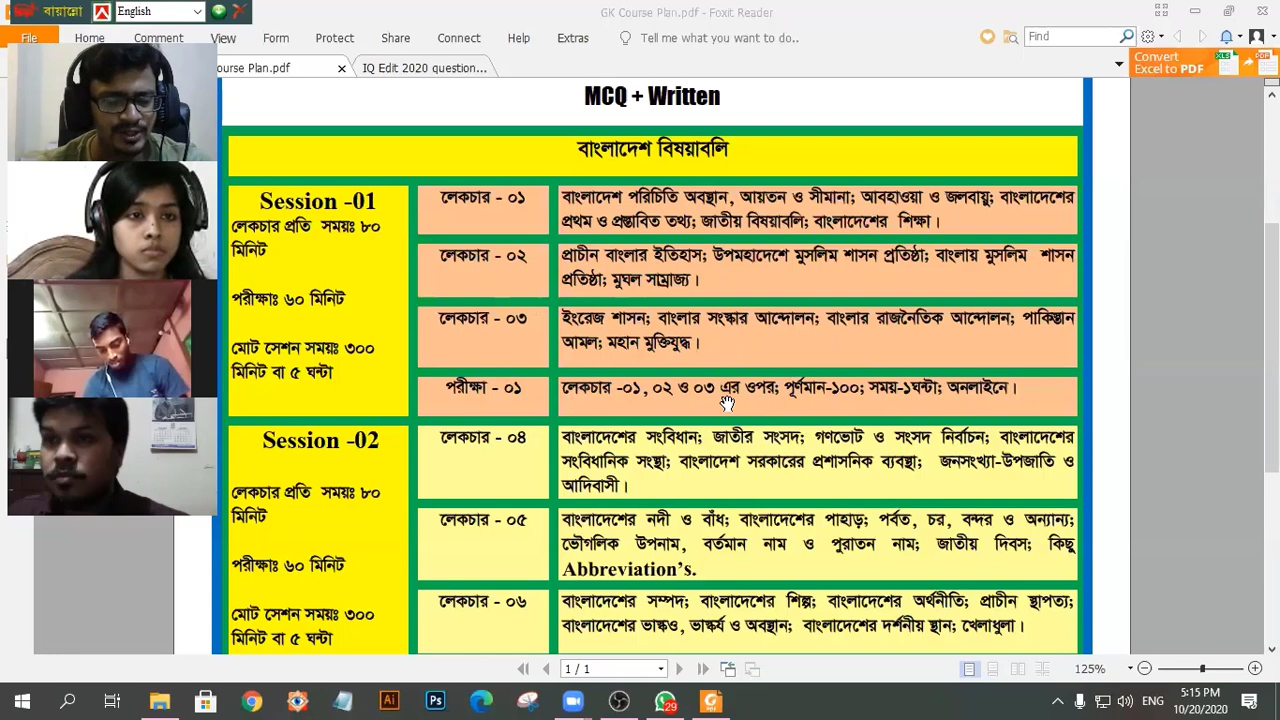 বায়ান্নো
English
GK Course Plan.pdf - Foxit Reader
File
Home
Comment
View
Form
Protect
Share
Connect
Help
Extras
Tell me what you want to do..
Find
ourse Plan.pdf
IQ Edit 2020 question...
Convert
Excel to PDF
MCQ + Written
বাংলাদেশ বিষয়াবলি
Session -01
লেকচার প্রতি সময়ঃ ৮০
মিনিট
পরীক্ষাঃ ৬০ মিনিট
মোট সেশন সময়ঃ ৩০০
মিনিট বা ৫ ঘন্টা
লেকচার - ০১
বাংলাদেশ পরিচিতি অবস্থান, আয়তন ও সীমানা; আবহাওয়া ও জলবায়ু; বাংলাদেশের
প্রথম ও প্রস্তাবিত তথ্য; জাতীয় বিষয়াবলি; বাংলাদেশের শিক্ষা।
লেকচার - ০২
প্রাচীন বাংলার ইতিহাস; উপমহাদেশে মুসলিম শাসন প্রতিষ্ঠা; বাংলায় মুসলিম শাসন
প্রতিষ্ঠা; মুঘল সাম্রাজ্য।
লেকচার - ০৩
ইংরেজ শাসন; বাংলার সংস্কার আন্দোলন; বাংলার রাজনৈতিক আন্দোলন; পাকিস্তান
আমল; মহান মুক্তিযুদ্ধ।
পরীক্ষা - ০১
লেকচার -০১, ০২ ও ০৩ এর ওপর; পূর্ণমান-১০০; সময়-১ঘন্টা; অনলাইনে।
Session -02
লেকচার প্রতি সময়ঃ ৮০
মিনিট
পরীক্ষাঃ ৬০ মিনিট
মোট সেশন সময়ঃ ৩০০
মিনিট বা ৫ ঘন্টা
লেকচার - ০৪
বাংলাদেশের সংবিধান; জাতীর সংসদ; গণভোট ও সংসদ নির্বাচন; বাংলাদেশের
সংবিধানিক সংস্থা; বাংলাদেশ সরকারের প্রশাসনিক ব্যবস্থা; জনসংখ্যা-উপজাতি ও
আদিবাসী।
লেকচার - ০৫
বাংলাদেশের নদী ও বাঁধ; বাংলাদেশের পাহাড়; পর্বত, চর, বন্দর ও অন্যান্য;
ভৌগলিক উপনাম, বর্তমান নাম ও পুরাতন নাম; জাতীয় দিবস; কিছু
Abbreviation's.
লেকচার - ০৬
বাংলাদেশের সম্পদ; বাংলাদেশের শিল্প; বাংলাদেশের অর্থনীতি; প্রাচীন স্থাপত্য;
বাংলাদেশের ভাস্কও, ভাস্কর্য ও অবস্থান; বাংলাদেশের দর্শনীয় স্থান; খেলাধুলা।
1 / 1
125%
29
ENG
5:15 PM
10/20/2020